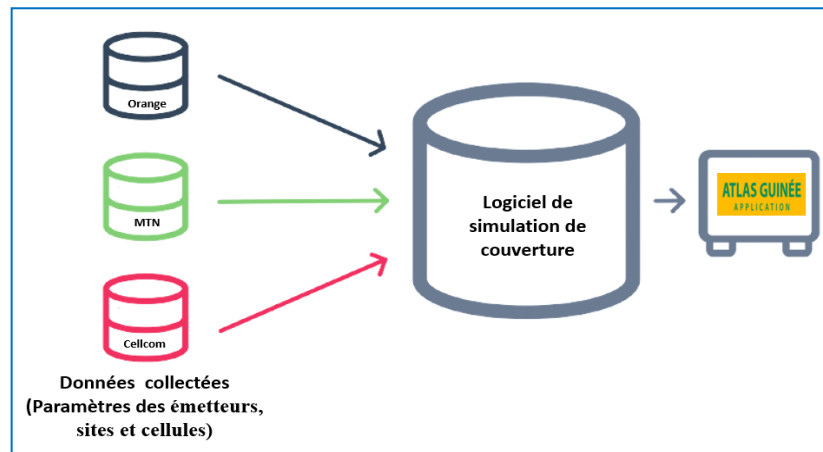 Orange
MTN
Cellcom
Données collectées
(Paramètres des émetteurs,
sites et cellules)
Logiciel de
simulation de
couverture
ATLAS GUINÉE
APPLICATION